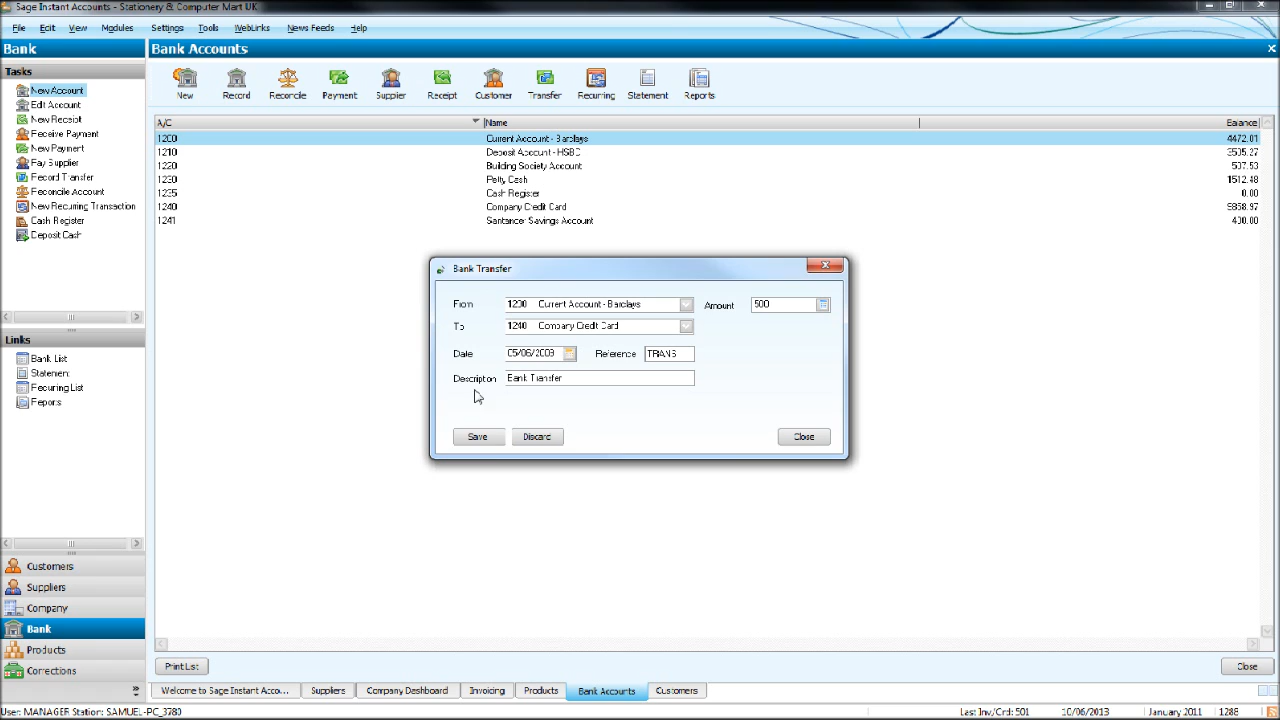 Sage Instant Accounts - Stationery & Computer Mart UK
File Edit View Modules Settings Tools WebLinks News Feeds Help
Bank
Bank Accounts
Tasks
New Account
Edit Account
New Receipt
Receive Payment
New Payment
Pay Supplier
Record Transfer
Reconcile Account
New Recurring Transaction
Cash Register
Deposit Cash
Links
Bank List
Statement
Recurring List
Reports
Customers
Suppliers
Company
Bank
Products
Corrections
New Record Reconcile Payment Supplier Receipt Customer Transfer Recurring Statement Reports
A/C Name Balance
1200 Current Account - Barclays 4472.01
1210 Deposit Account - HSBC
1220 Building Society Account 507.53
1230 Petty Cash 1512.48
1235 Cash Register 0.00
1240 Company Credit Card
1241 Santander Savings Account 400.00
Bank Transfer
From 1200 Current Account - Barclays Amount 500
To 1240 Company Credit Card
Date 05/06/2009 Reference TRANS
Description Bank Transfer
Save Discard Close
Print List Close
Welcome to Sage Instant Acco... Suppliers Company Dashboard Invoicing Products Bank Accounts Customers
User: MANAGER Station: SAMUEL-PC_3780 Last Inv/Crd: 501 10/06/2013 January 2011 1288